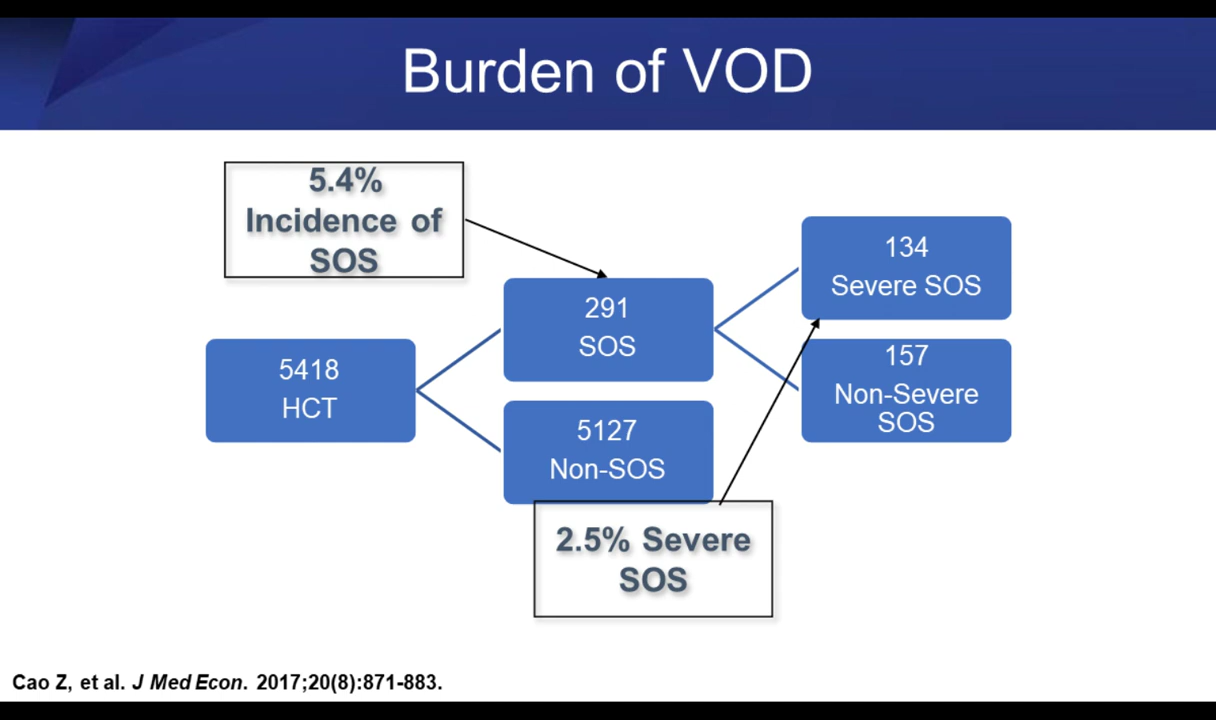 Burden of VOD
5.4%
Incidence of
SOS
5418
HCT
291
SOS
5127
Non-SOS
134
Severe SOS
157
Non-Severe
SOS
2.5% Severe
SOS
Cao Z, et al. J Med Econ. 2017;20(8):871-883.